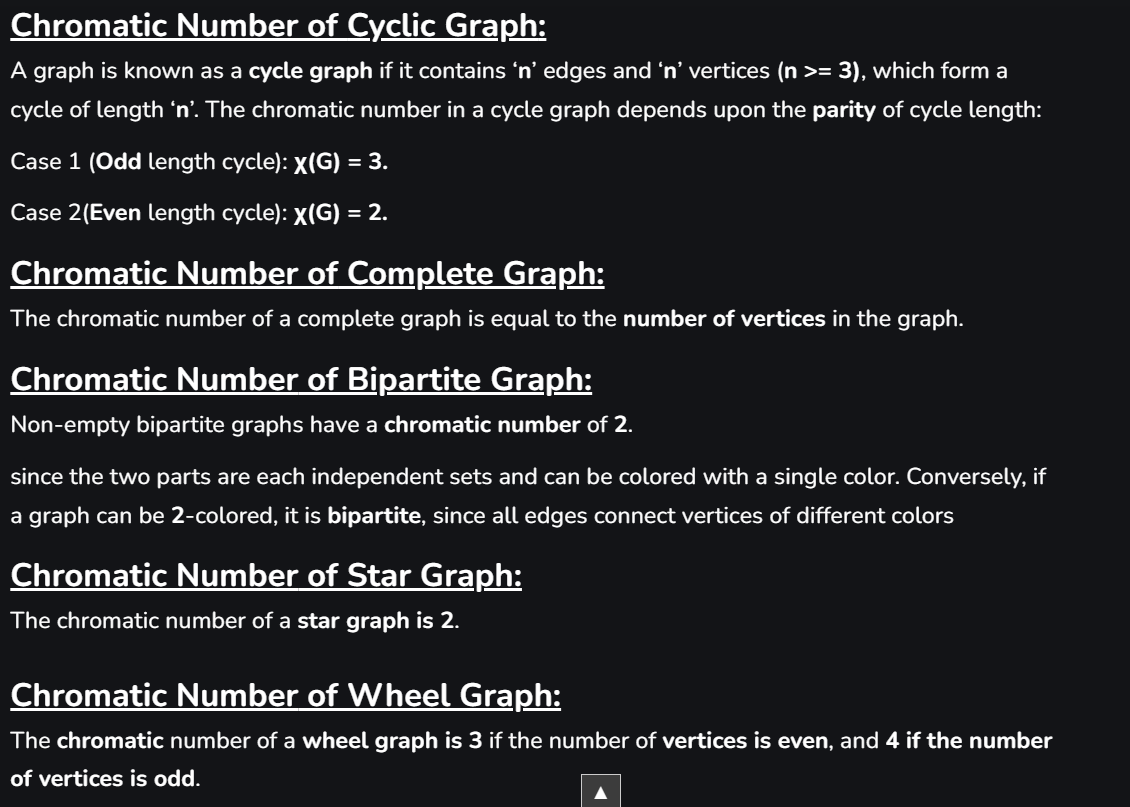 Chromatic Number of Cyclic Graph:
A graph is known as a cycle graph if it contains ‘n’ edges and ‘n’ vertices (n >= 3), which form a
cycle of length ‘n’. The chromatic number in a cycle graph depends upon the parity of cycle length:
Case 1 (Odd length cycle): χ(G) = 3.
Case 2(Even length cycle): χ(G) = 2.
Chromatic Number of Complete Graph:
The chromatic number of a complete graph is equal to the number of vertices in the graph.
Chromatic Number of Bipartite Graph:
Non-empty bipartite graphs have a chromatic number of 2.
since the two parts are each independent sets and can be colored with a single color. Conversely, if
a graph can be 2-colored, it is bipartite, since all edges connect vertices of different colors
Chromatic Number of Star Graph:
The chromatic number of a star graph is 2.
Chromatic Number of Wheel Graph:
The chromatic number of a wheel graph is 3 if the number of vertices is even, and 4 if the number
of vertices is odd.